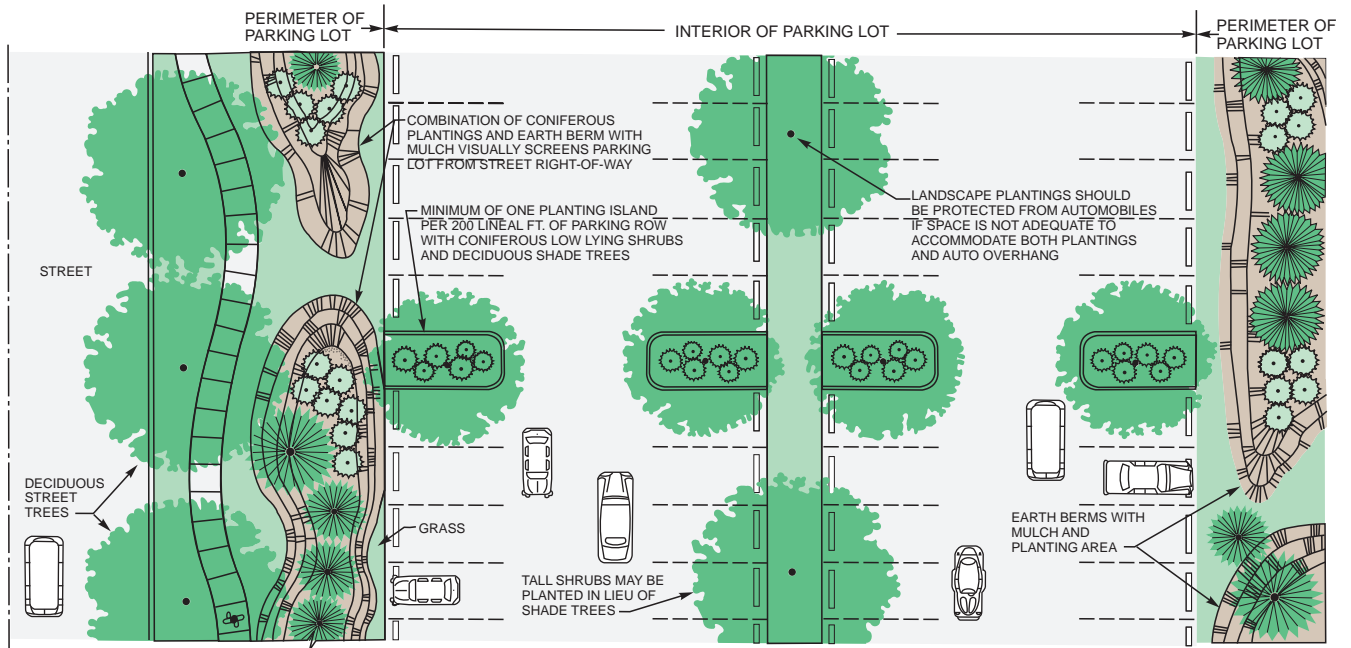 PERIMETER OF
PARKING LOT
INTERIOR OF PARKING LOT
PERIMETER OF
PARKING LOT
COMBINATION OF CONIFEROUS
PLANTINGS AND EARTH BERM WITH
MULCH VISUALLY SCREENS PARKING
LOT FROM STREET RIGHT-OF-WAY
MINIMUM OF ONE PLANTING ISLAND
PER 200 LINEAL FT. OF PARKING ROW
WITH CONIFEROUS LOW LYING SHRUBS
AND DECIDUOUS SHADE TREES
LANDSCAPE PLANTINGS SHOULD
BE PROTECTED FROM AUTOMOBILES
IF SPACE IS NOT ADEQUATE TO
ACCOMMODATE BOTH PLANTINGS
AND AUTO OVERHANG
STREET
DECIDUOUS
STREET
TREES
GRASS
TALL SHRUBS MAY BE
PLANTED IN LIEU OF
SHADE TREES
EARTH BERMS WITH
MULCH AND
PLANTING AREA